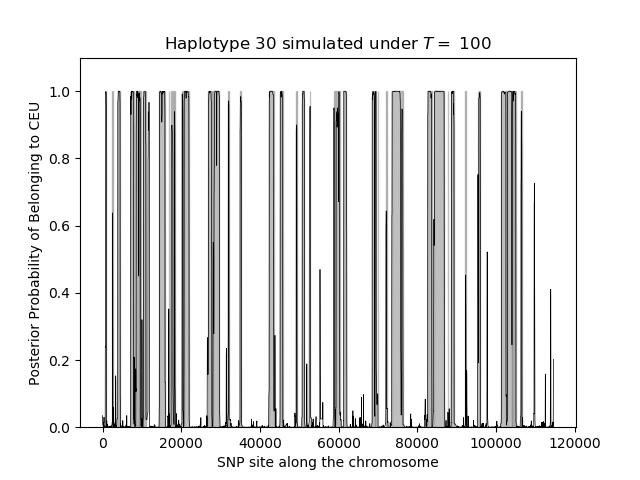 Haplotype 30 simulated under T = 100
Posterior Probability of Belonging to CEU
1.0
0.8
0.6
0.4
0.2
0.0
0 20000 40000 60000 80000 100000 120000
SNP site along the chromosome